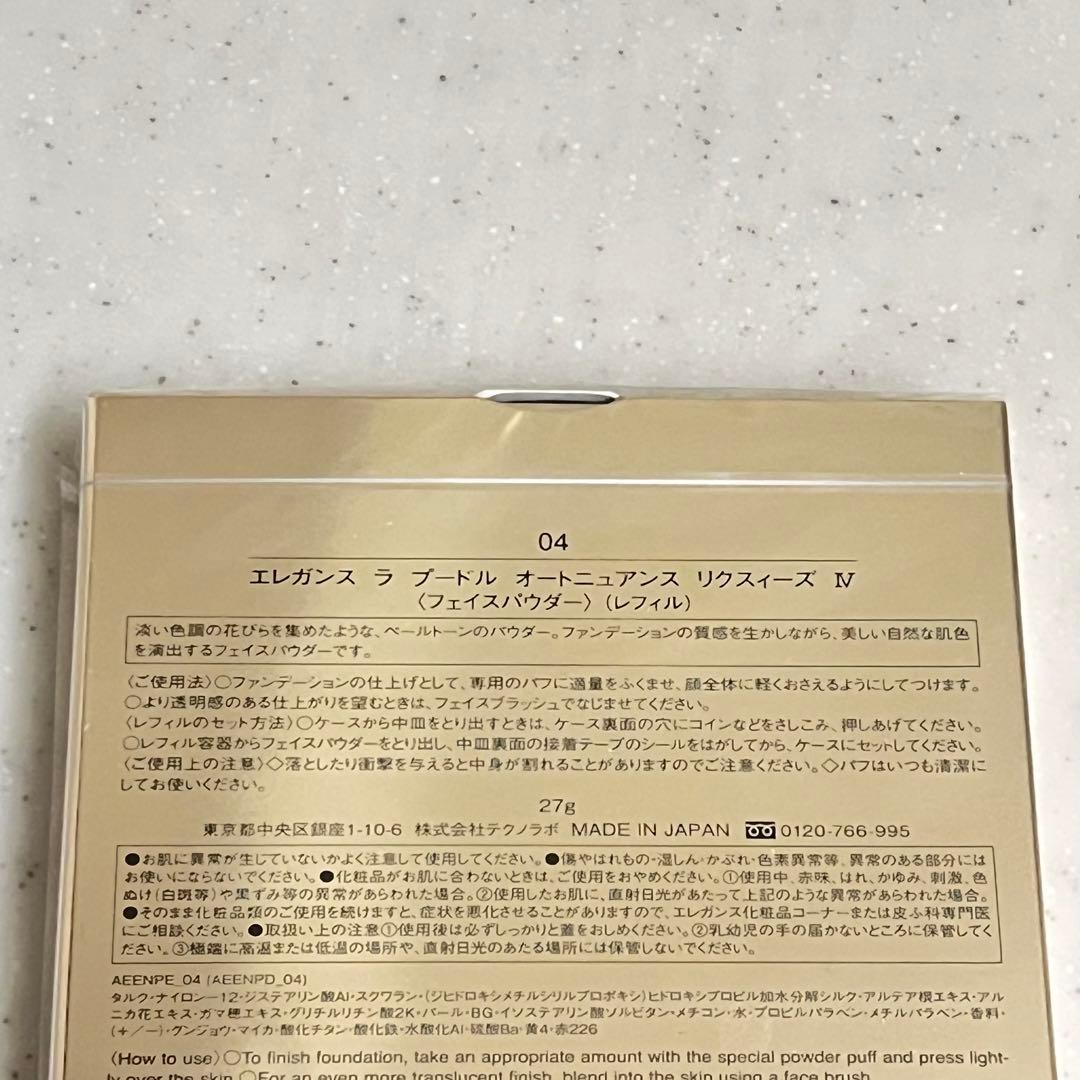 04
エレガンス ラ プードル オートニュアンス リクスィーズ Ⅳ
〈フェイスパウダー〉(レフィル)
淡い色調の花びらを集めたような、ペールトーンのパウダー。ファンデーションの質感を生かしながら、美しい自然な肌色
を演出するフェイスパウダーです。
〈ご使用法〉○ファンデーションの仕上げとして、専用のパフに適量をふくませ、顔全体に軽くおさえるようにしてつけます。
○より透明感のある仕上がりを望むときは、フェイスブラッシュでなじませてください。
〈レフィルのセット方法〉○ケースから中皿をとり出すときは、ケース裏面の穴にコインなどをさしこみ、押しあげてください。
○レフィル容器からフェイスパウダーをとり出し、中皿裏面の接着テープのシールをはがしてから、ケースにセットしてください。
〈ご使用上の注意〉◇落としたり衝撃を与えると中身が割れることがありますのでご注意ください。◇パフはいつも清潔に
してお使いください。
27g
東京都中央区銀座1-10-6 株式会社テクノラボ MADE IN JAPAN 0120-766-995
●お肌に異常が生じていないかよく注意して使用してください。●傷やはれもの・湿しん・かぶれ・色素異常等、異常のある部分には
お使いにならないでください。●化粧品がお肌に合わないときは、ご使用をおやめください。①使用中、赤味、はれ、かゆみ、刺激、色
ぬけ(白斑等)や黒ずみ等の異常があらわれた場合。②使用したお肌に、直射日光があたって上記のような異常があらわれた場合。
●そのまま化粧品類のご使用を続けますと、症状を悪化させることがありますので、エレガンス化粧品コーナーまたは皮ふ科専門医
にご相談ください。●取扱い上の注意①使用後は必ずしっかりと蓋をおしめください。②乳幼児の手の届かないところに保管してく
ださい。③極端に高温または低温の場所や、直射日光のあたる場所には保管しないでください。
AEENPE_04 (AEENPD_04)
タルク・ナイロン-12・ジステアリン酸Al・スクワラン・(ジヒドロキシメチルシリルプロポキシ)ヒドロキシプロピル加水分解シルク・アルテア根エキス・アル
ニカ花エキス・ガマ穂エキス・グリチルリチン酸2K・パール・BG・イソステアリン酸ソルビタン・メチコン・水・プロピルパラベン・メチルパラベン・香料・
(+/-)・グンジョウ・マイカ・酸化チタン・酸化鉄・水酸化Al・硫酸Ba・黄4・赤226
〈How to use〉○To finish foundation, take an appropriate amount with the special powder puff and press light-
ly over the skin. ○For an even more translucent finish, blend into the skin using a face brush.